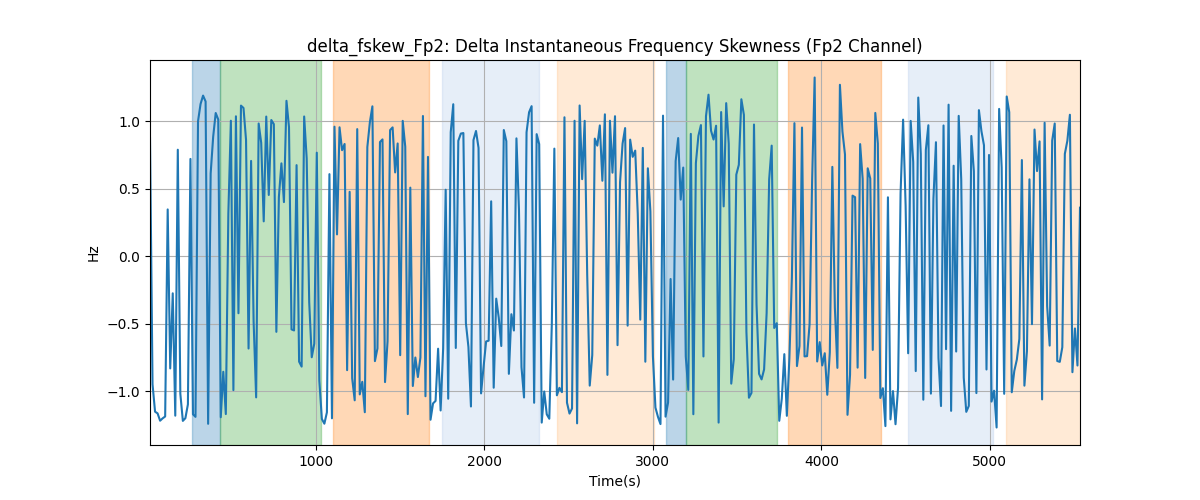 delta_fskew_Fp2: Delta Instantaneous Frequency Skewness (Fp2 Channel)
Hz
1.0
0.5
0.0
−0.5
−1.0
1000 2000 3000 4000 5000
Time(s)